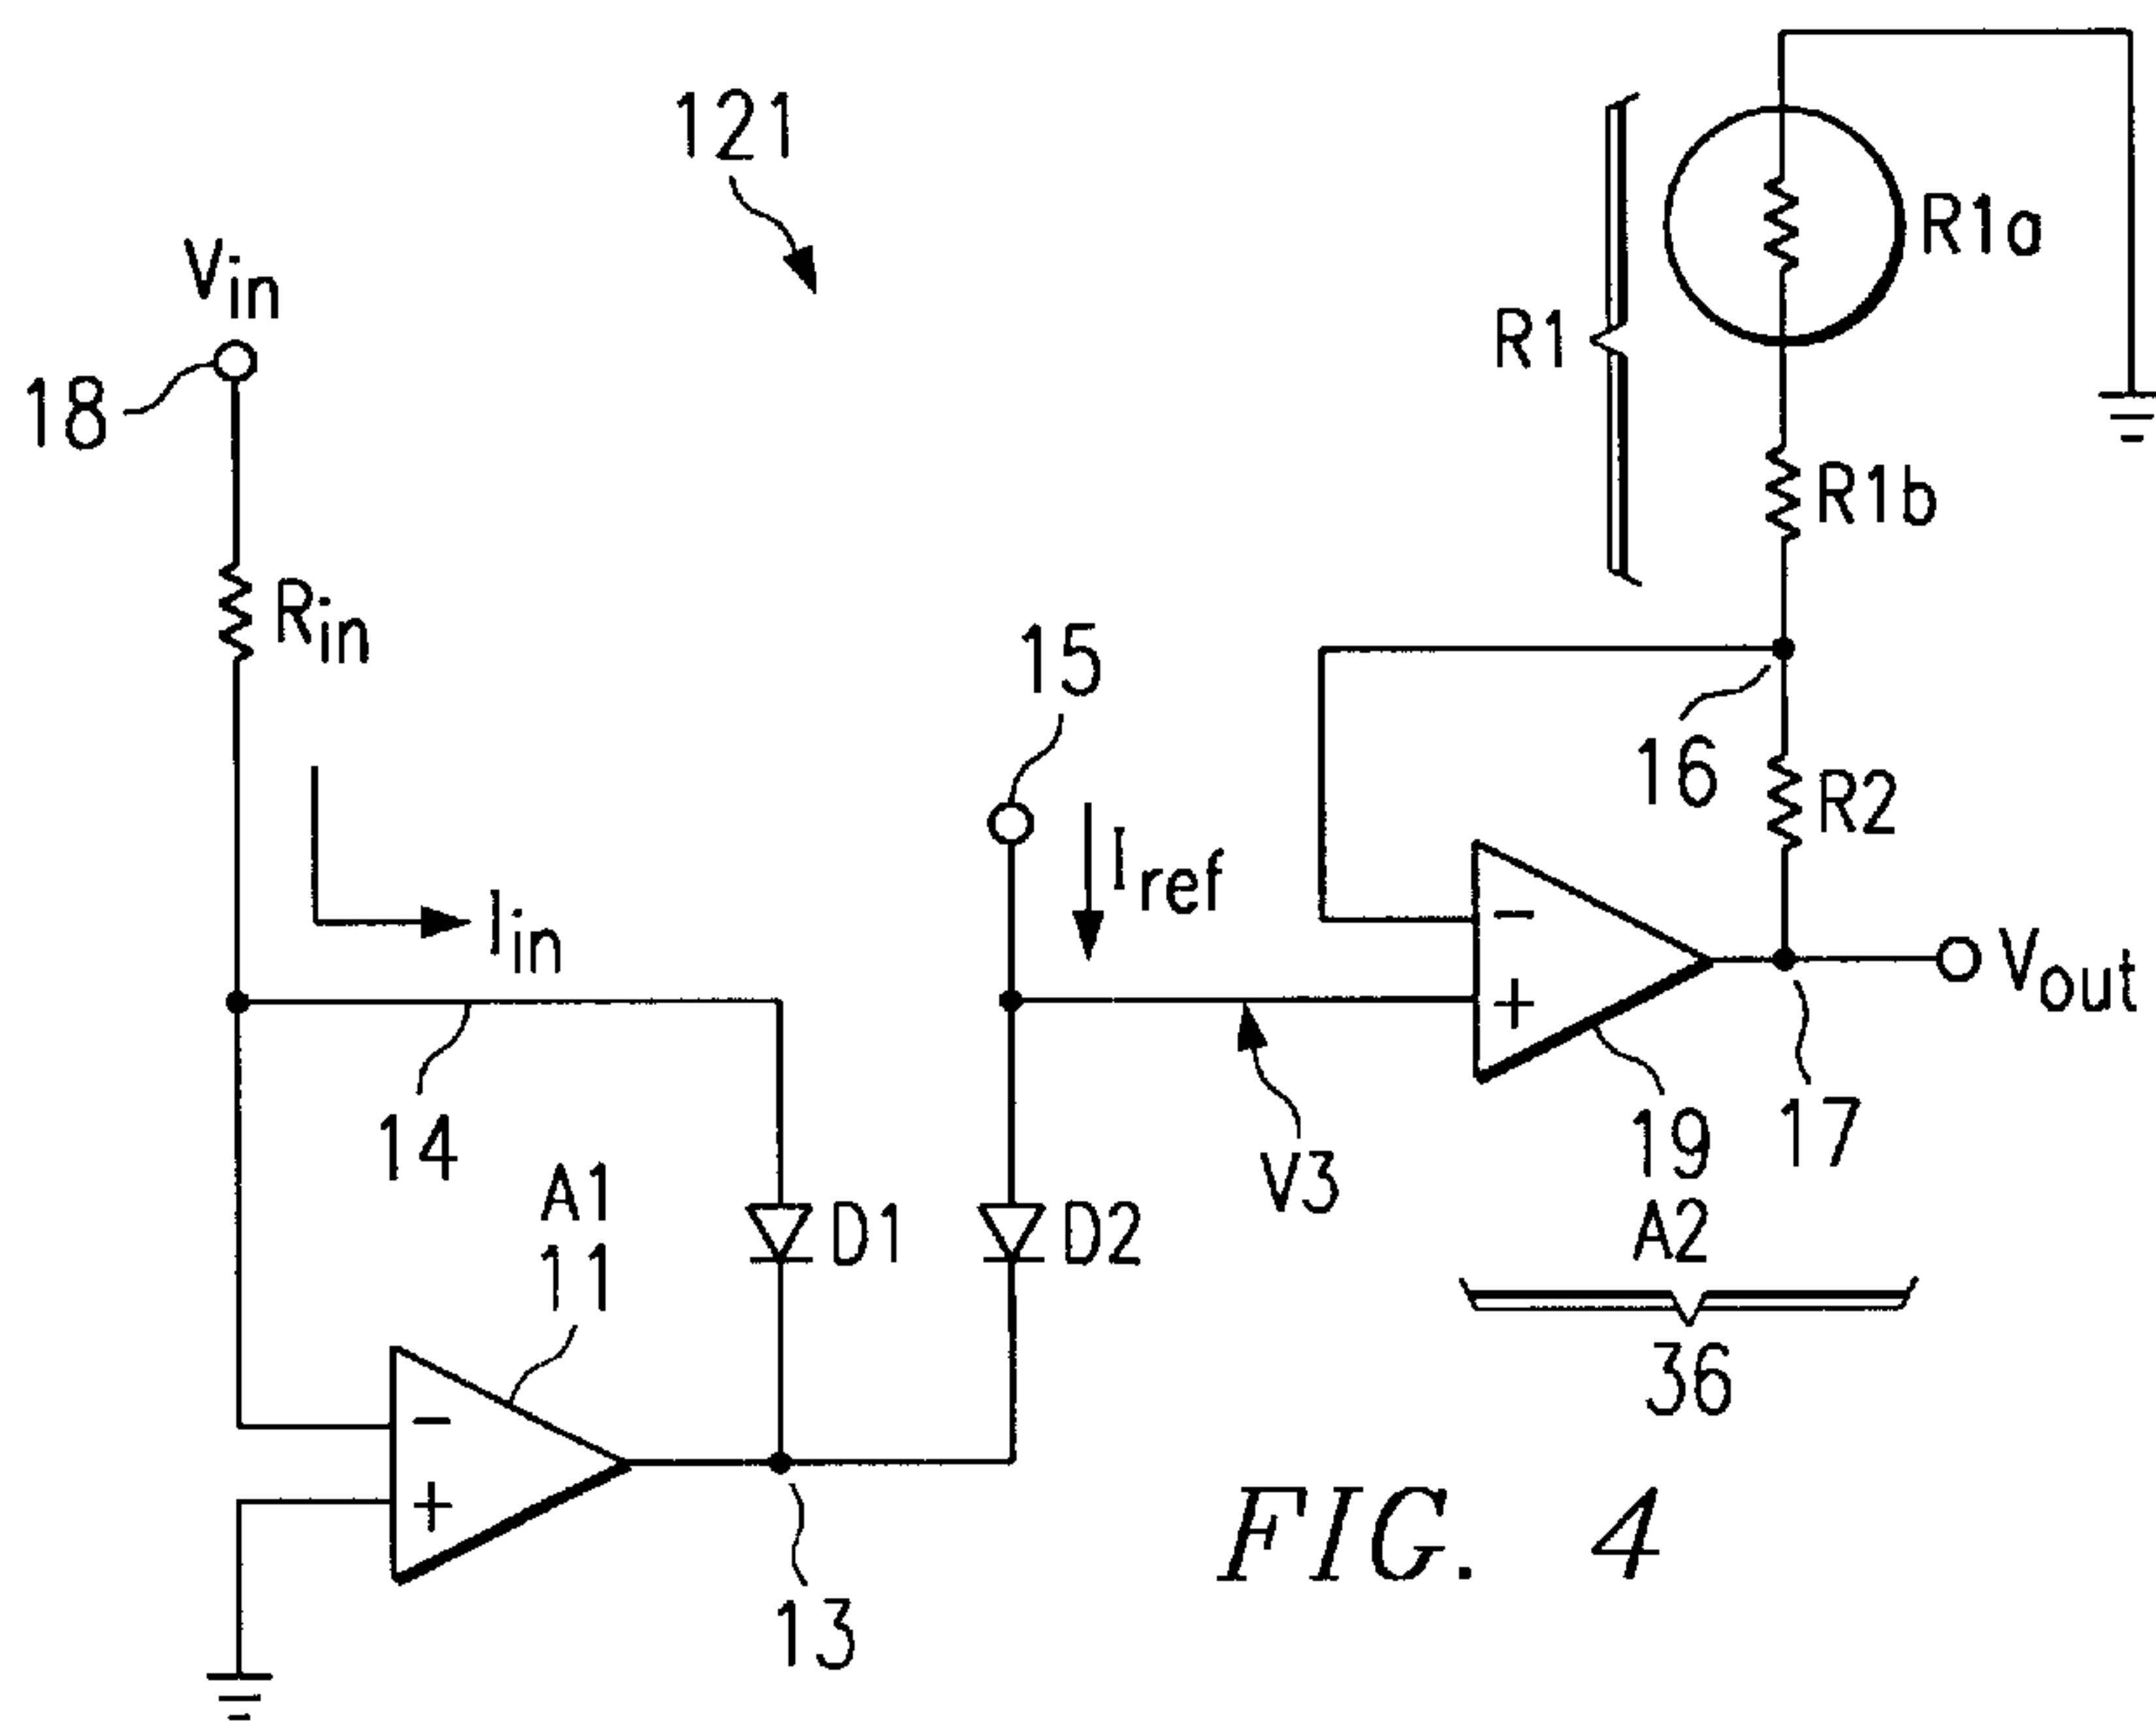 121
Vin
18
R1a
R1
R1b
Rin
15
16
R2
Iref
Iin
−
+
Vout
14
V3
19
17
A2
A1
11
D1
D2
36
−
+
13
FIG. 4